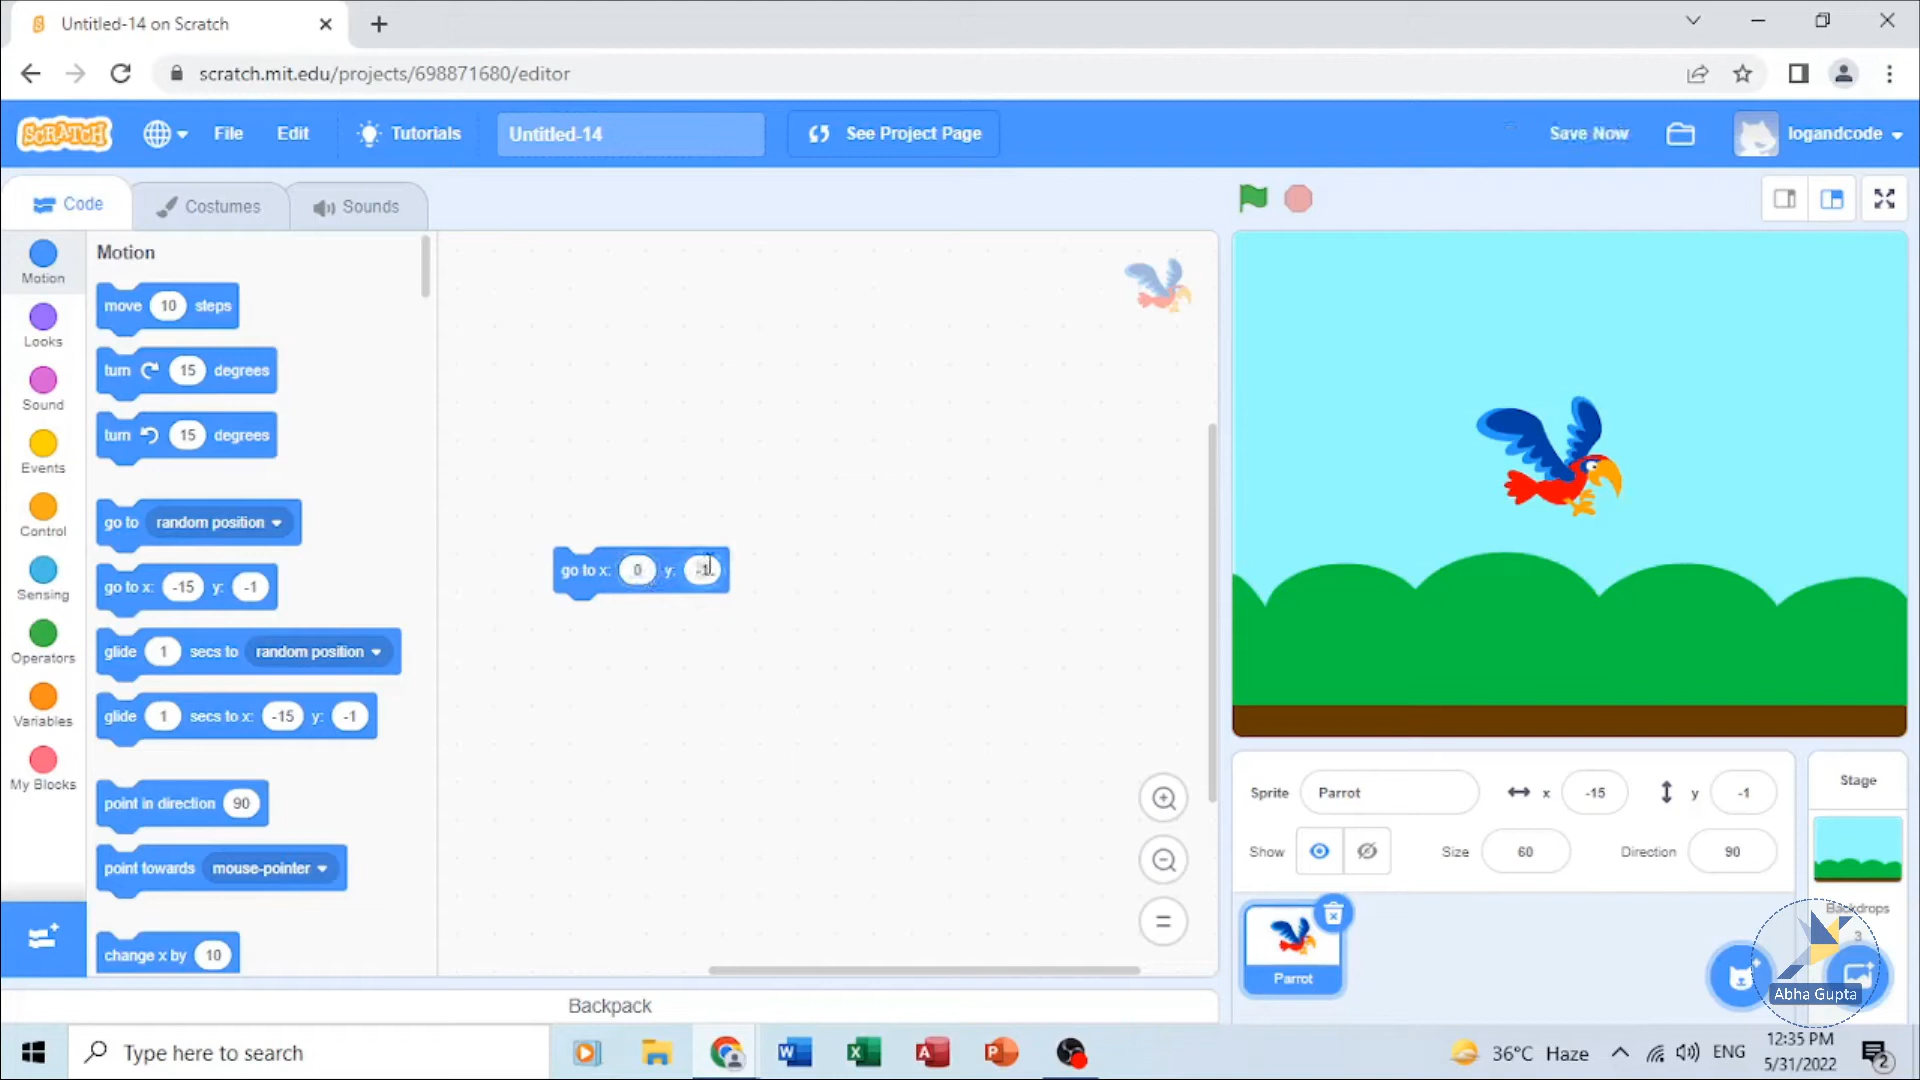 Untitled-14 on Scratch
scratch.mit.edu/projects/698871680/editor
SCRATCH
File
Edit
Tutorials
Untitled-14
See Project Page
Save Now
logandcode
Code
Costumes
Sounds
Motion
Looks
Sound
Events
Control
Sensing
Operators
Variables
My Blocks
Motion
move 10 steps
turn 15 degrees
turn 15 degrees
go to random position
go to x: -15 y: -1
glide 1 secs to random position
glide 1 secs to x: -15 y: -1
point in direction 90
point towards mouse-pointer
change x by 10
go to x: 0 y: -1
Backpack
Sprite Parrot x -15 y -1
Show Size 60 Direction 90
Parrot
Stage
Backdrops
3
Abha Gupta
Type here to search
36°C Haze
ENG
12:35 PM
5/31/2022
2